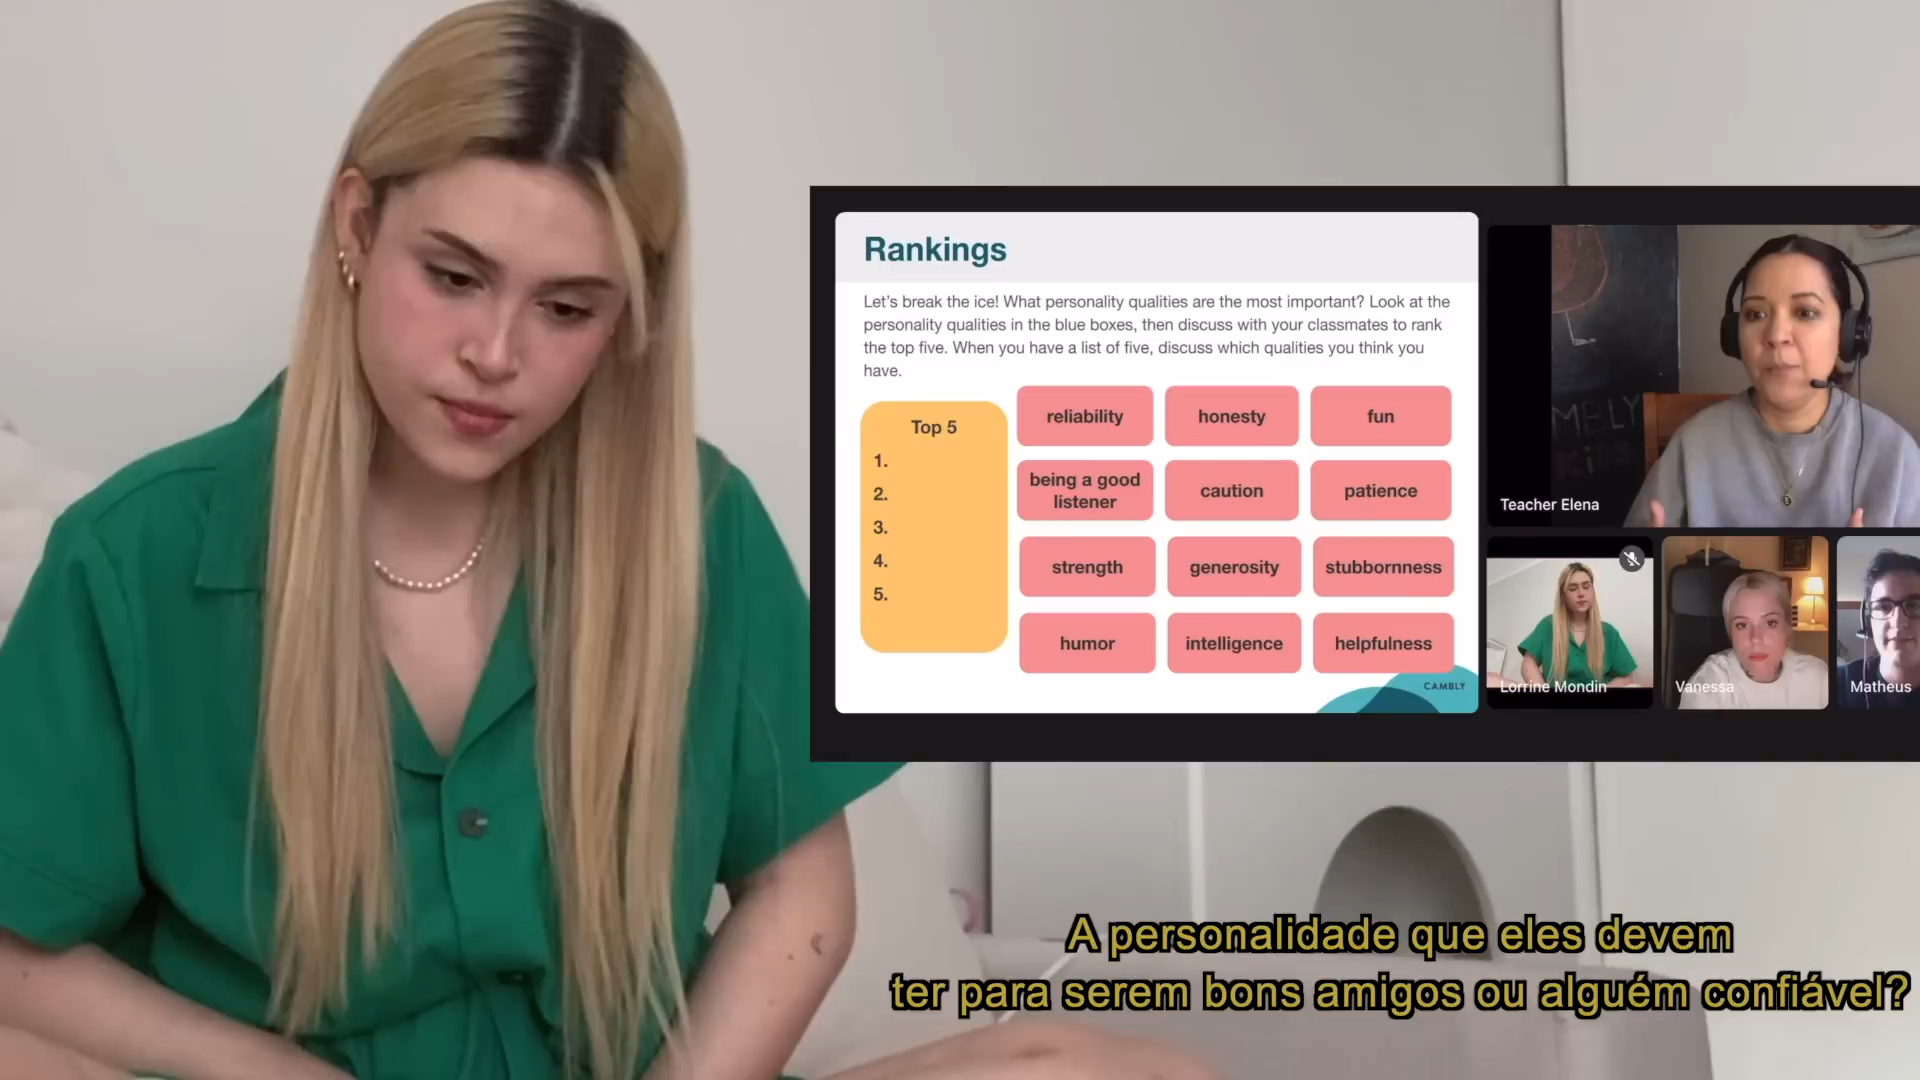 Rankings
Let's break the ice! What personality qualities are the most important? Look at the
personality qualities in the blue boxes, then discuss with your classmates to rank
the top five. When you have a list of five, discuss which qualities you think you
have.
Top 5
1.
2.
3.
4.
5.
reliability
honesty
fun
being a good
listener
caution
patience
strength
generosity
stubbornness
humor
intelligence
helpfulness
CAMBLY
MBLY
Kids
Teacher Elena
Lorrine Mondin
Vanessa
Matheus
A personalidade que eles devem
ter para serem bons amigos ou alguém confiável?